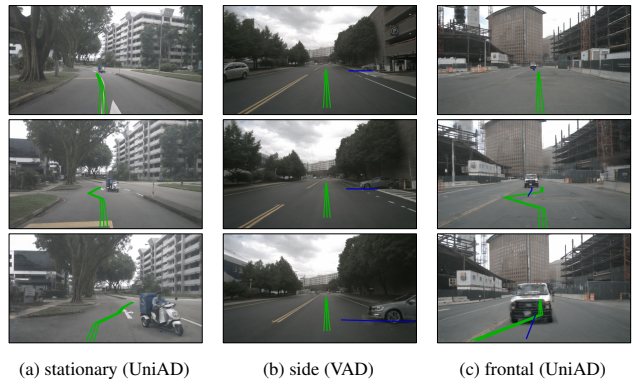 (a) stationary (UniAD)
(b) side (VAD)
(c) frontal (UniAD)